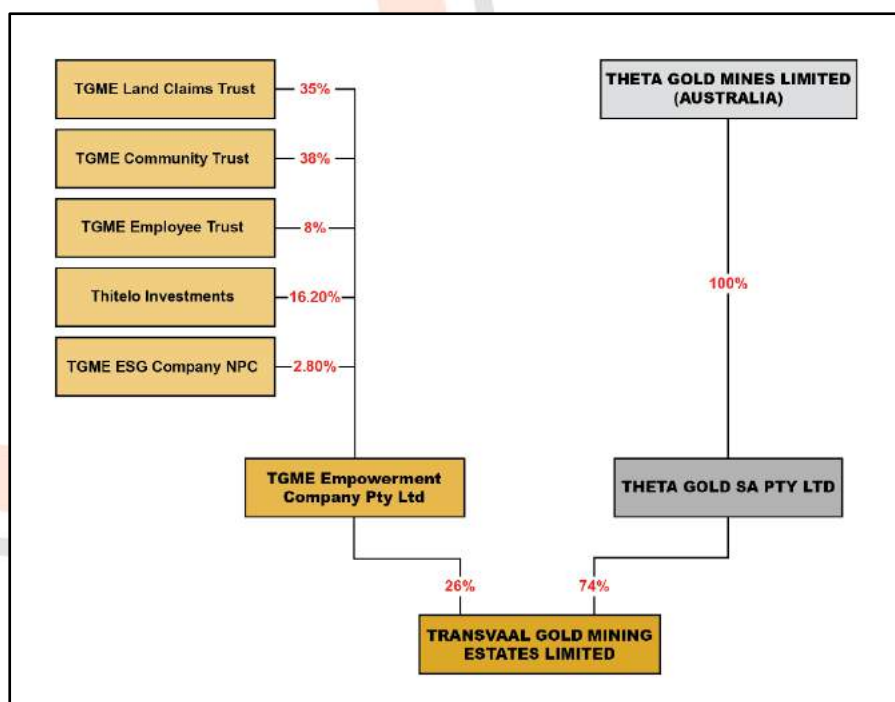 TGME Land Claims Trust
35%
TGME Community Trust
38%
TGME Employee Trust
8%
Thitelo Investments
16.20%
TGME ESG Company NPC
2.80%
TGME Empowerment
Company Pty Ltd
THETA GOLD MINES LIMITED
(AUSTRALIA)
100%
THETA GOLD SA PTY LTD
26%
74%
TRANSVAAL GOLD MINING
ESTATES LIMITED